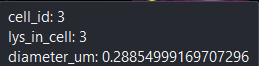 cell_id: 3
lys_in_cell: 3
diameter_um: 0.28854999169707296